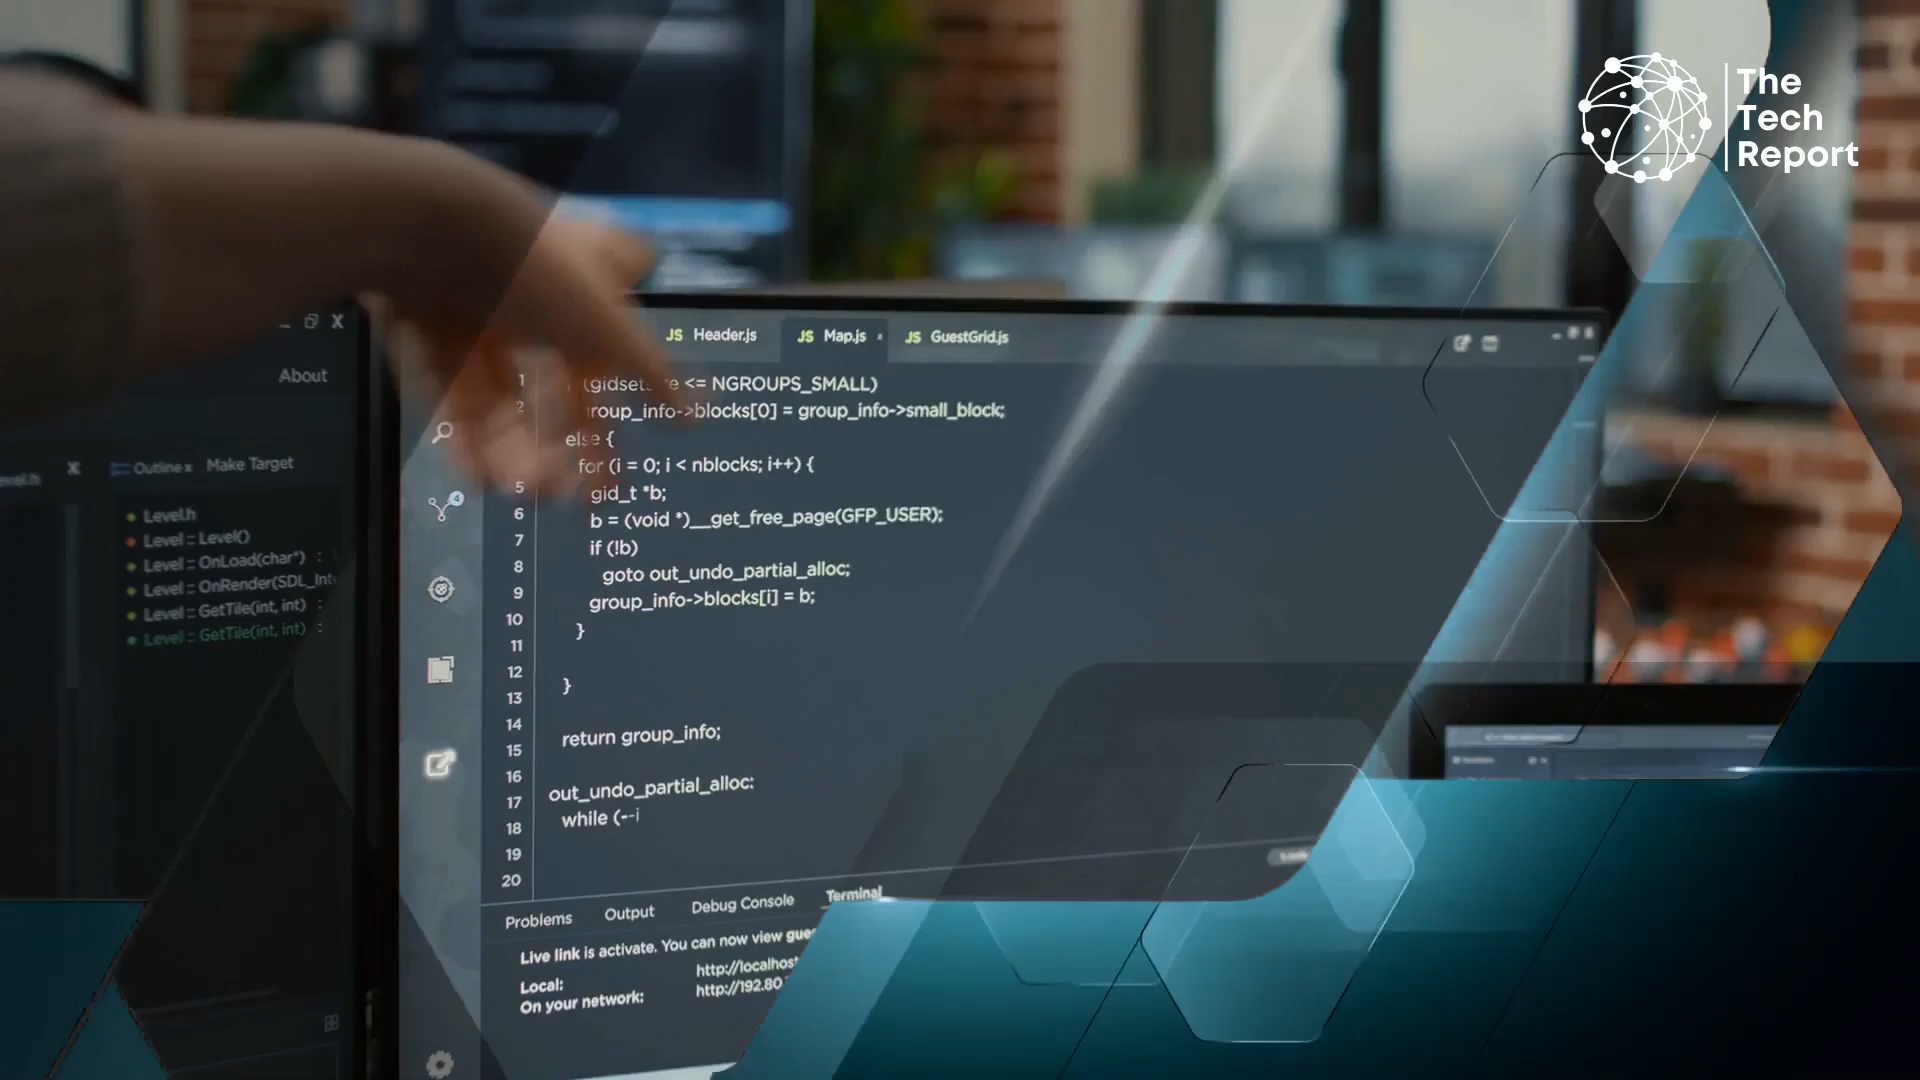 The
Tech
Report
About
Outline x Make Target
Level.h
Level :: Level()
Level :: OnLoad(char*) :
Level :: OnRender(SDL_Int
Level :: GetTile(int, int) :
Level :: GetTile(int, int) :
JS Header.js JS Map.js x JS GuestGrid.js
4
1 (gidset <= NGROUPS_SMALL)
2 group_info->blocks[0] = group_info->small_block;
else {
for (i = 0; i < nblocks; i++) {
5 gid_t *b;
6 b = (void *)__get_free_page(GFP_USER);
7 if (!b)
8 goto out_undo_partial_alloc;
9 group_info->blocks[i] = b;
10 }
11
12 }
13
14 return group_info;
15
16 out_undo_partial_alloc:
17 while (--i
18
19
20
Problems Output Debug Console Terminal
Live link is activate. You can now view gue
Local: http://localhost
On your network: http://192.80